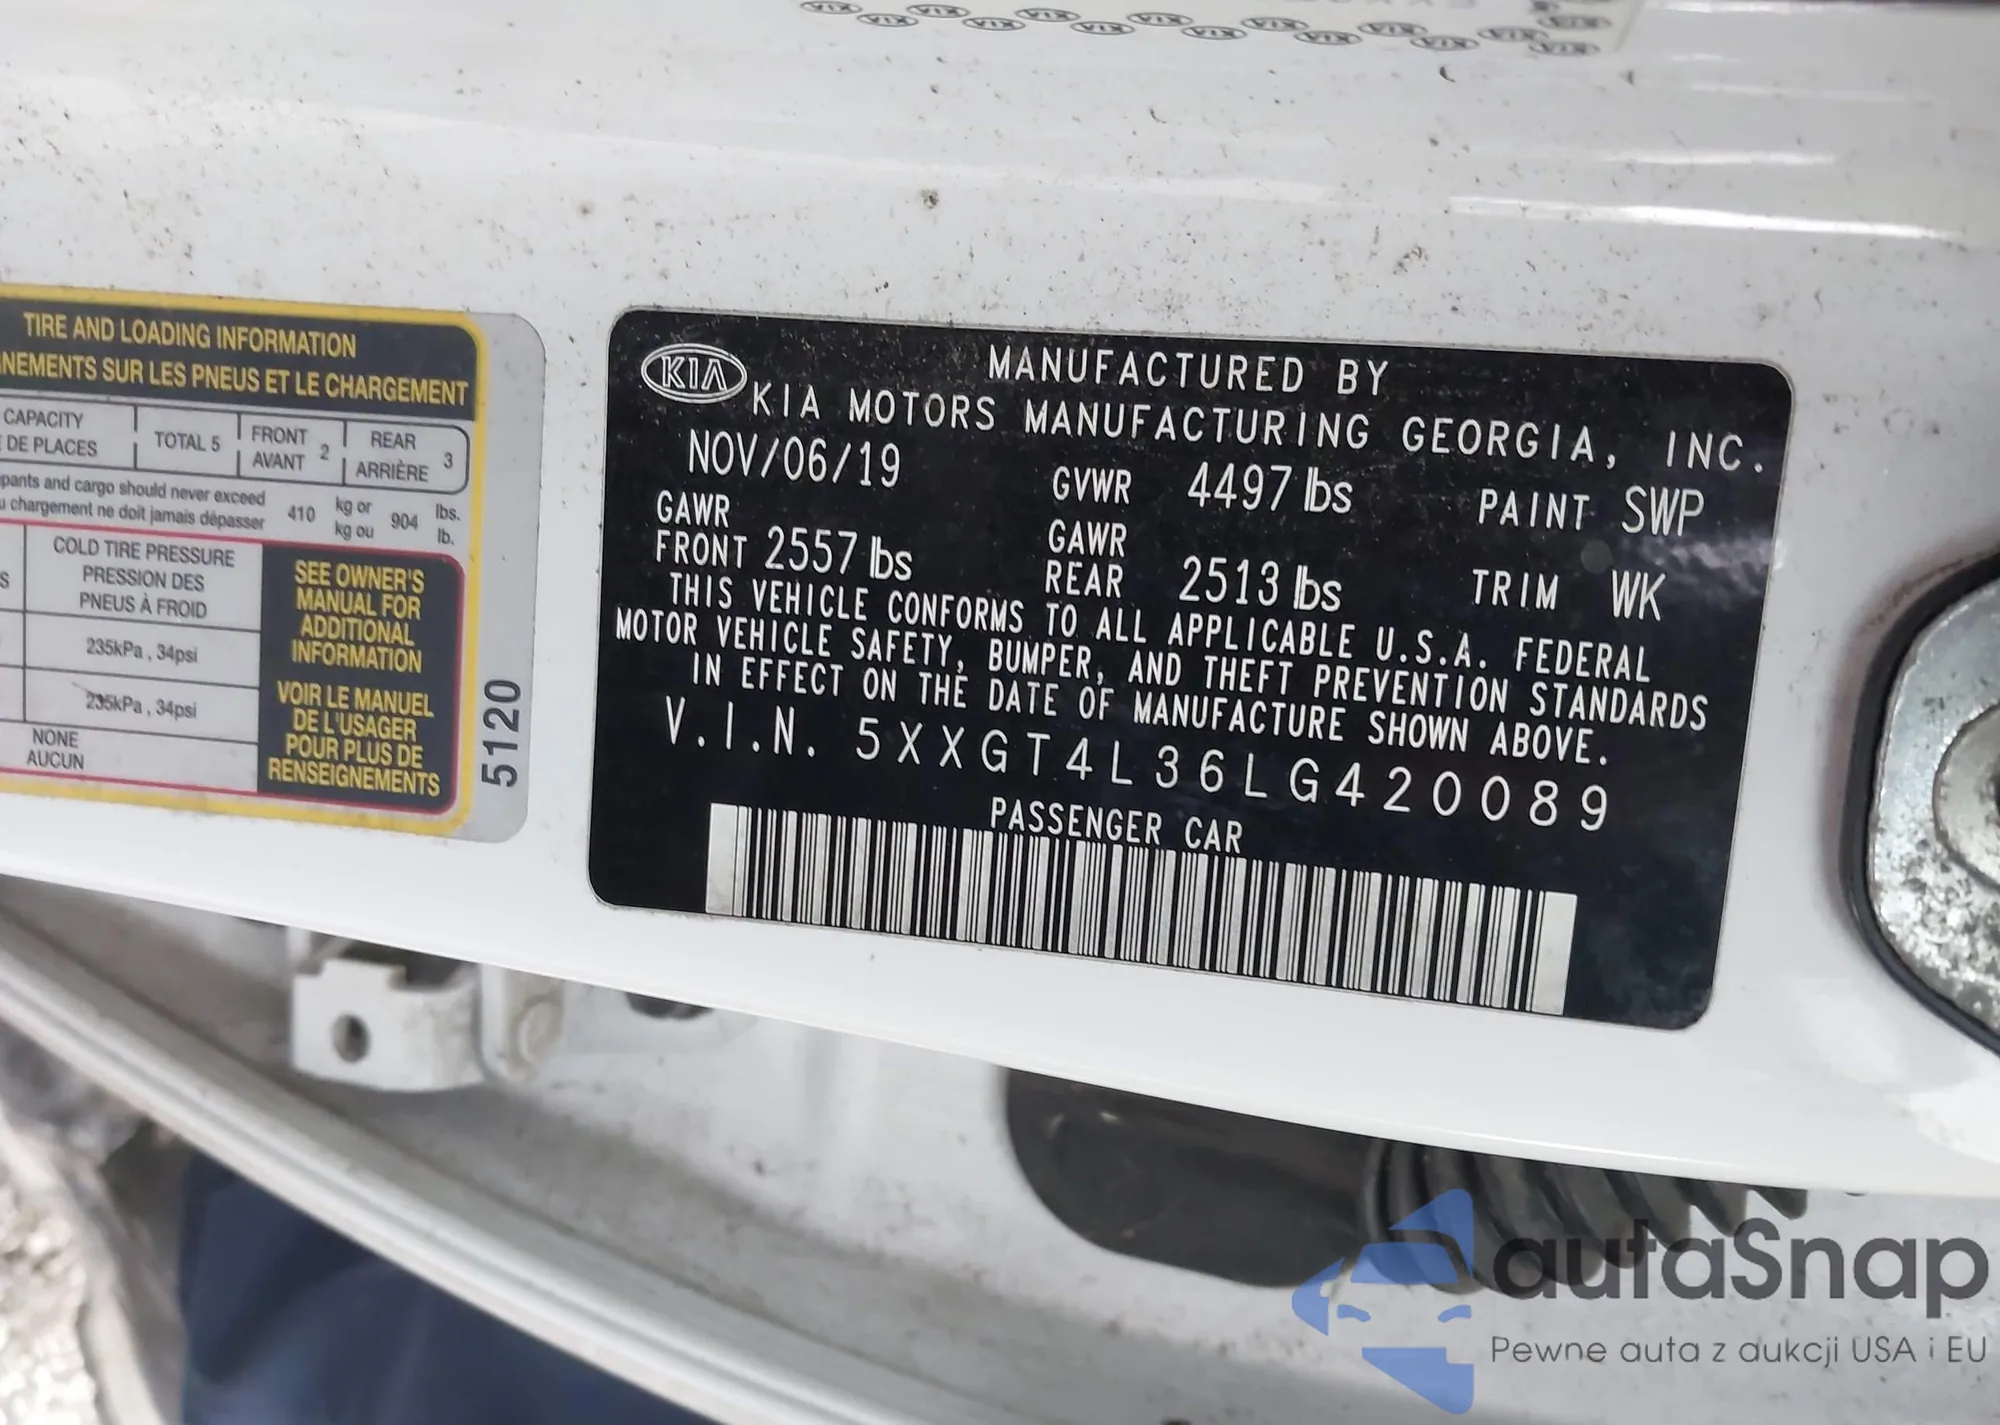 TIRE AND LOADING INFORMATION
SUR LES PNEUS ET LE CHARGEMENT
CAPACITY
DE PLACES
TOTAL 5
FRONT
AVANT
2
REAR
ARRIÈRE
3
and cargo should never exceed
chargement ne doit jamais dépasser
410
kg or
kg ou
904
lbs.
lb.
COLD TIRE PRESSURE
PRESSION DES
PNEUS À FROID
235kPa , 34psi
235kPa , 34psi
NONE
AUCUN
SEE OWNER'S
MANUAL FOR
ADDITIONAL
INFORMATION
VOIR LE MANUEL
DE L'USAGER
POUR PLUS DE
RENSEIGNEMENTS
5120
KIA
MANUFACTURED BY
KIA MOTORS MANUFACTURING GEORGIA, INC.
NOV/06/19 GVWR 4497 lbs PAINT SWP
GAWR
FRONT 2557 lbs
GAWR
REAR 2513 lbs TRIM WK
THIS VEHICLE CONFORMS TO ALL APPLICABLE U.S.A. FEDERAL
MOTOR VEHICLE SAFETY, BUMPER, AND THEFT PREVENTION STANDARDS
IN EFFECT ON THE DATE OF MANUFACTURE SHOWN ABOVE.
V.I.N. 5XXGT4L36LG420089
PASSENGER CAR
autaSnap
Pewne auta z aukcji USA i EU